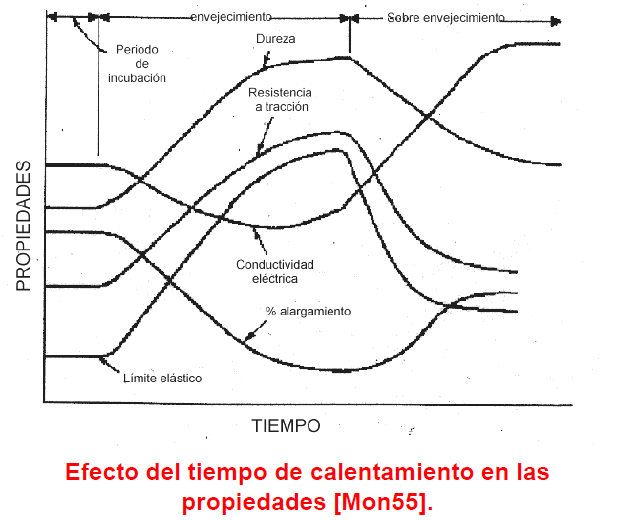 envejecimiento
Sobre envejecimiento
Periodo
de
incubación
Dureza
Resistencia
a tracción
PROPIEDADES
Conductividad
eléctrica
% alargamiento
Límite elástico
TIEMPO
Efecto del tiempo de calentamiento en las
propiedades [Mon55].